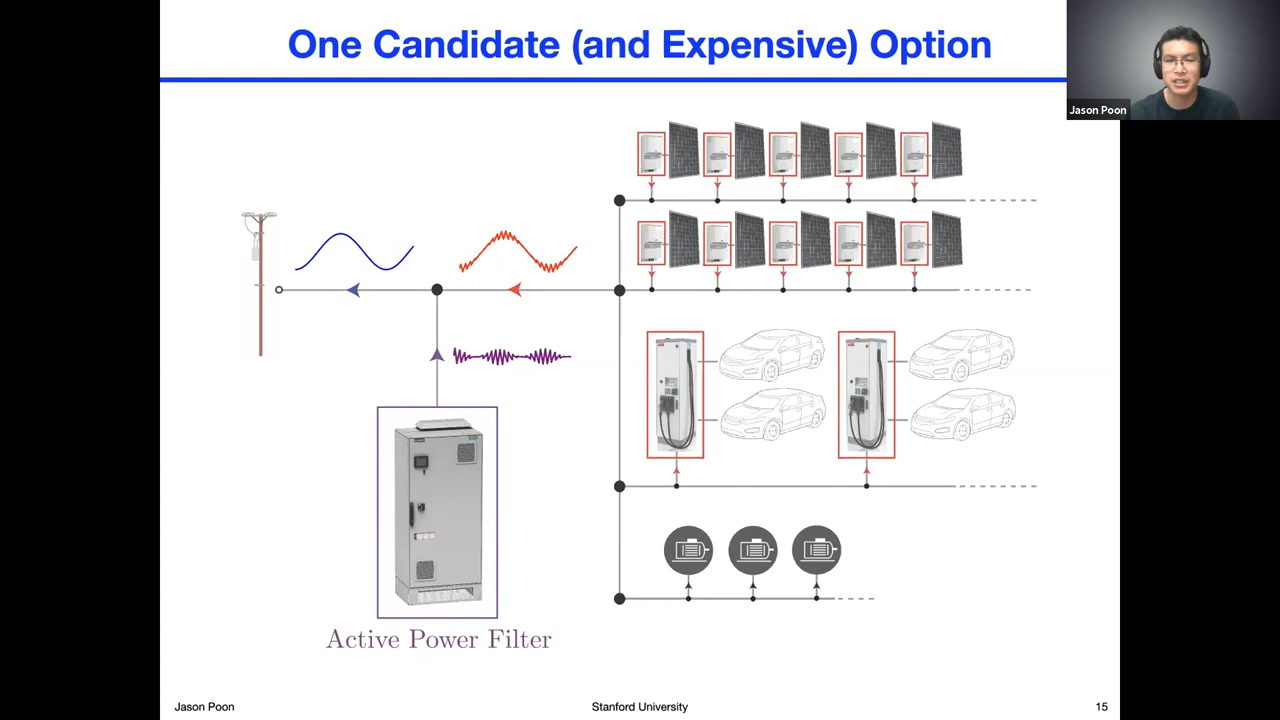 One Candidate (and Expensive) Option
Jason Poon
Active Power Filter
Jason Poon
Stanford University
15